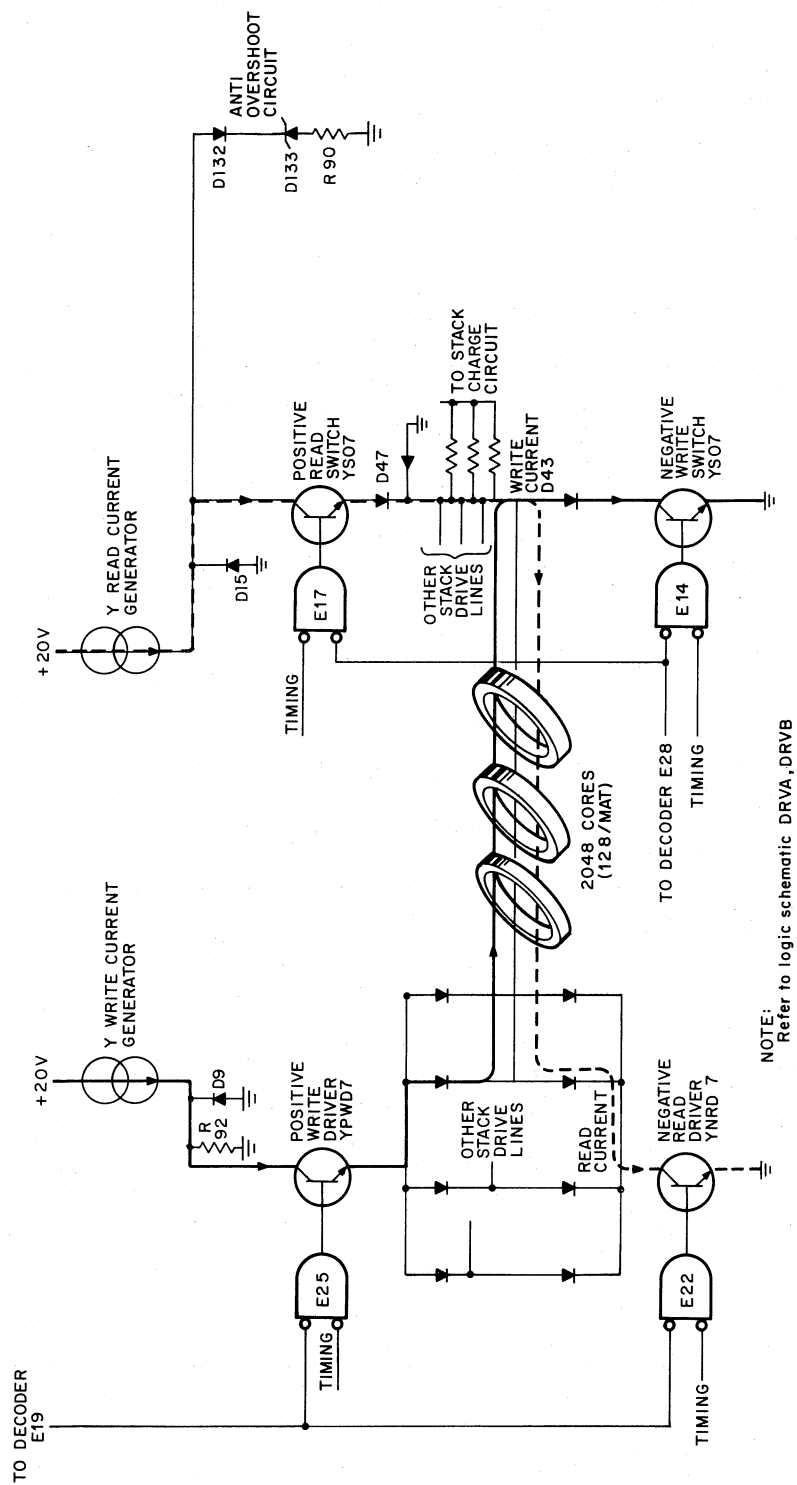 TO DECODER
E19
+20V
Y WRITE CURRENT
GENERATOR
R
92
D9
POSITIVE
WRITE
DRIVER
YPWD7
E25
TIMING
OTHER
STACK
DRIVE
LINES
READ
CURRENT
NEGATIVE
READ
DRIVER
YNRD 7
E22
TIMING
+20V
Y READ CURRENT
GENERATOR
D15
D132
D133
R 90
ANTI
OVERSHOOT
CIRCUIT
POSITIVE
READ
SWITCH
YS07
E17
TIMING
D47
OTHER
STACK
DRIVE
LINES
TO STACK
CHARGE
CIRCUIT
WRITE
CURRENT
D43
2048 CORES
(128/MAT)
NEGATIVE
WRITE
SWITCH
YS07
E14
TO DECODER E28
TIMING
NOTE:
Refer to logic schematic DRVA, DRVB